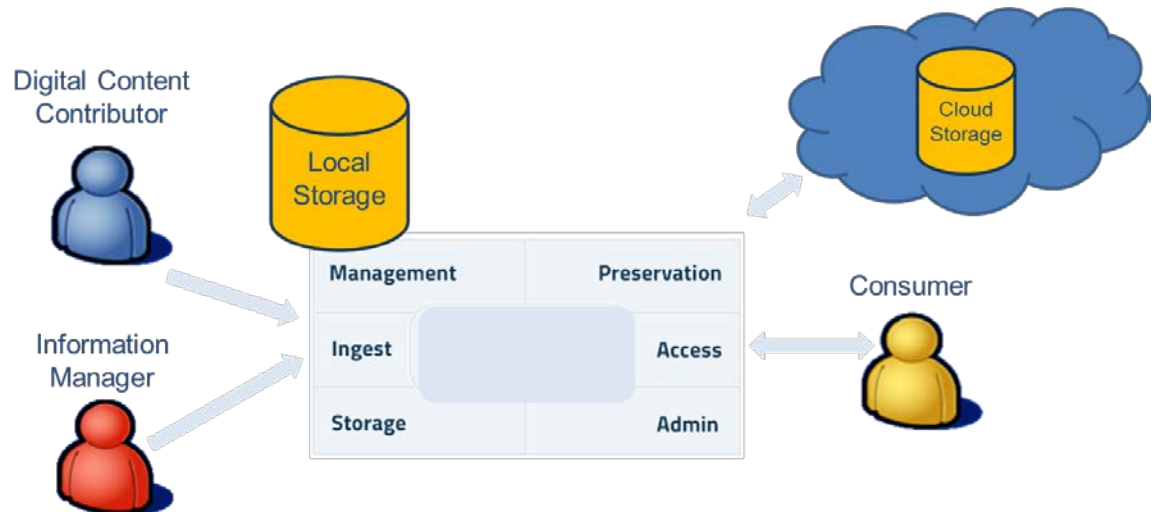 Digital Content
Contributor
Local
Storage
Cloud
Storage
Management
Preservation
Consumer
Information
Manager
Ingest
Access
Storage
Admin